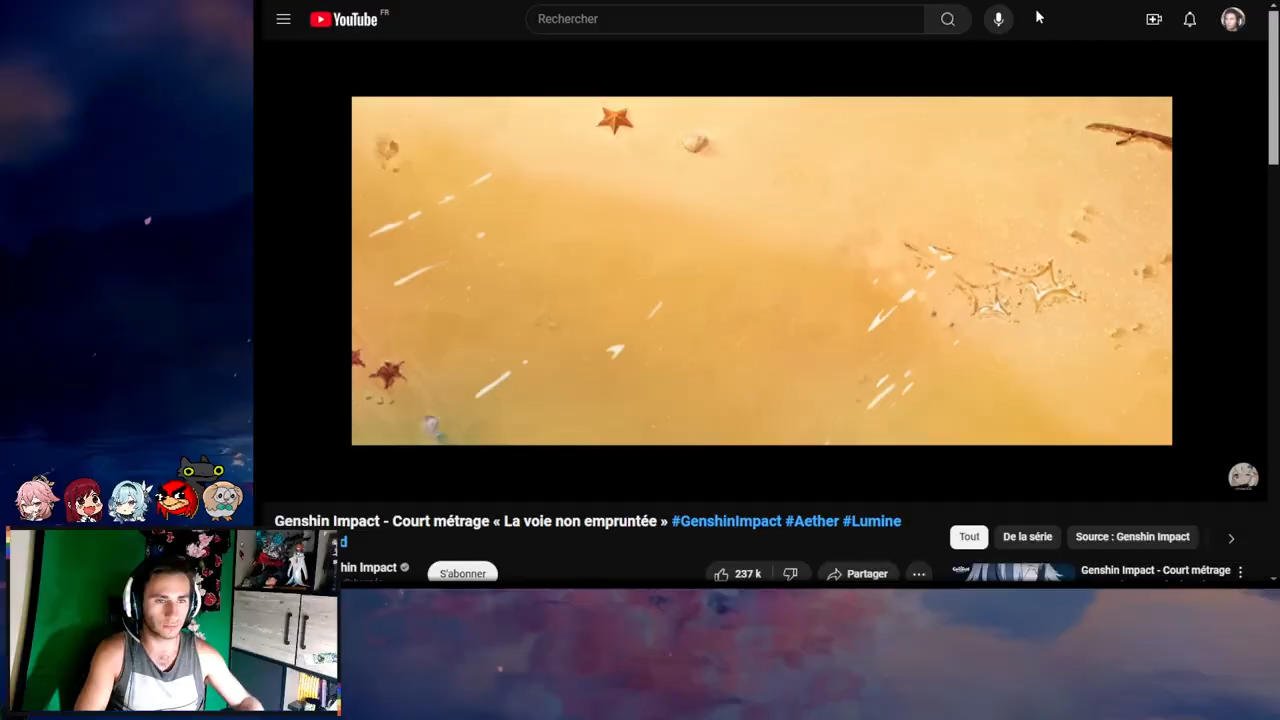 YouTube FR
Rechercher
Genshin Impact - Court métrage « La voie non empruntée » #GenshinImpact #Aether #Lumine
hin Impact
S'abonner
237 k
Partager
Tout
De la série
Source : Genshin Impact
Genshin Impact - Court métrage